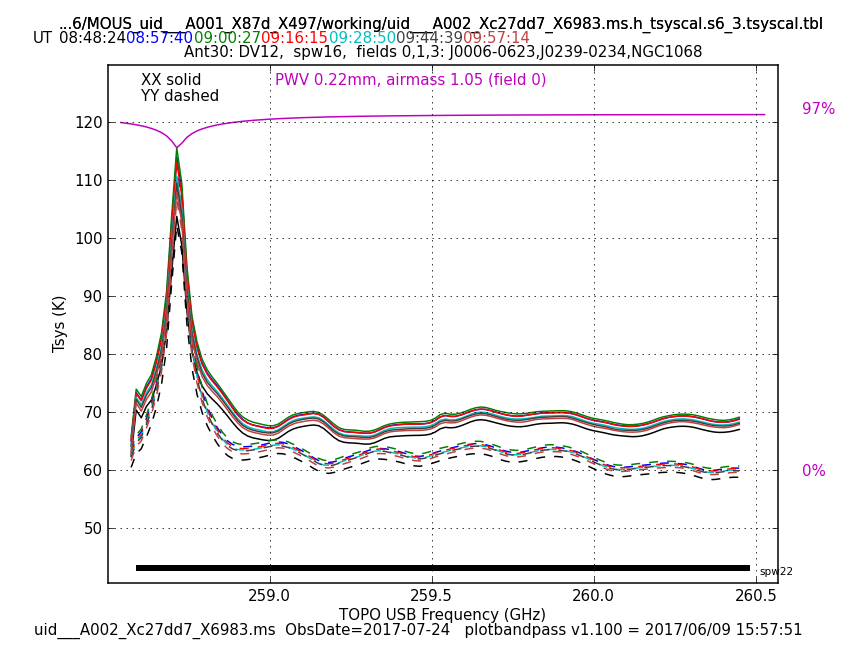 ...6/MOUS_uid___A001_X87d_X497/working/uid___A002_Xc27dd7_X6983.ms.h_tsyscal.s6_3.tsyscal.tbl
UT 08:48:24 08:57:40 09:00:27 09:16:15 09:28:50 09:44:39 09:57:14
Ant30: DV12, spw16, fields 0,1,3: J0006-0623,J0239-0234,NGC1068
XX solid
YY dashed
PWV 0.22mm, airmass 1.05 (field 0)
97%
120
110
100
90
80
70
60
50
0%
Tsys (K)
spw22
259.0 259.5 260.0 260.5
TOPO USB Frequency (GHz)
uid___A002_Xc27dd7_X6983.ms ObsDate=2017-07-24 plotbandpass v1.100 = 2017/06/09 15:57:51